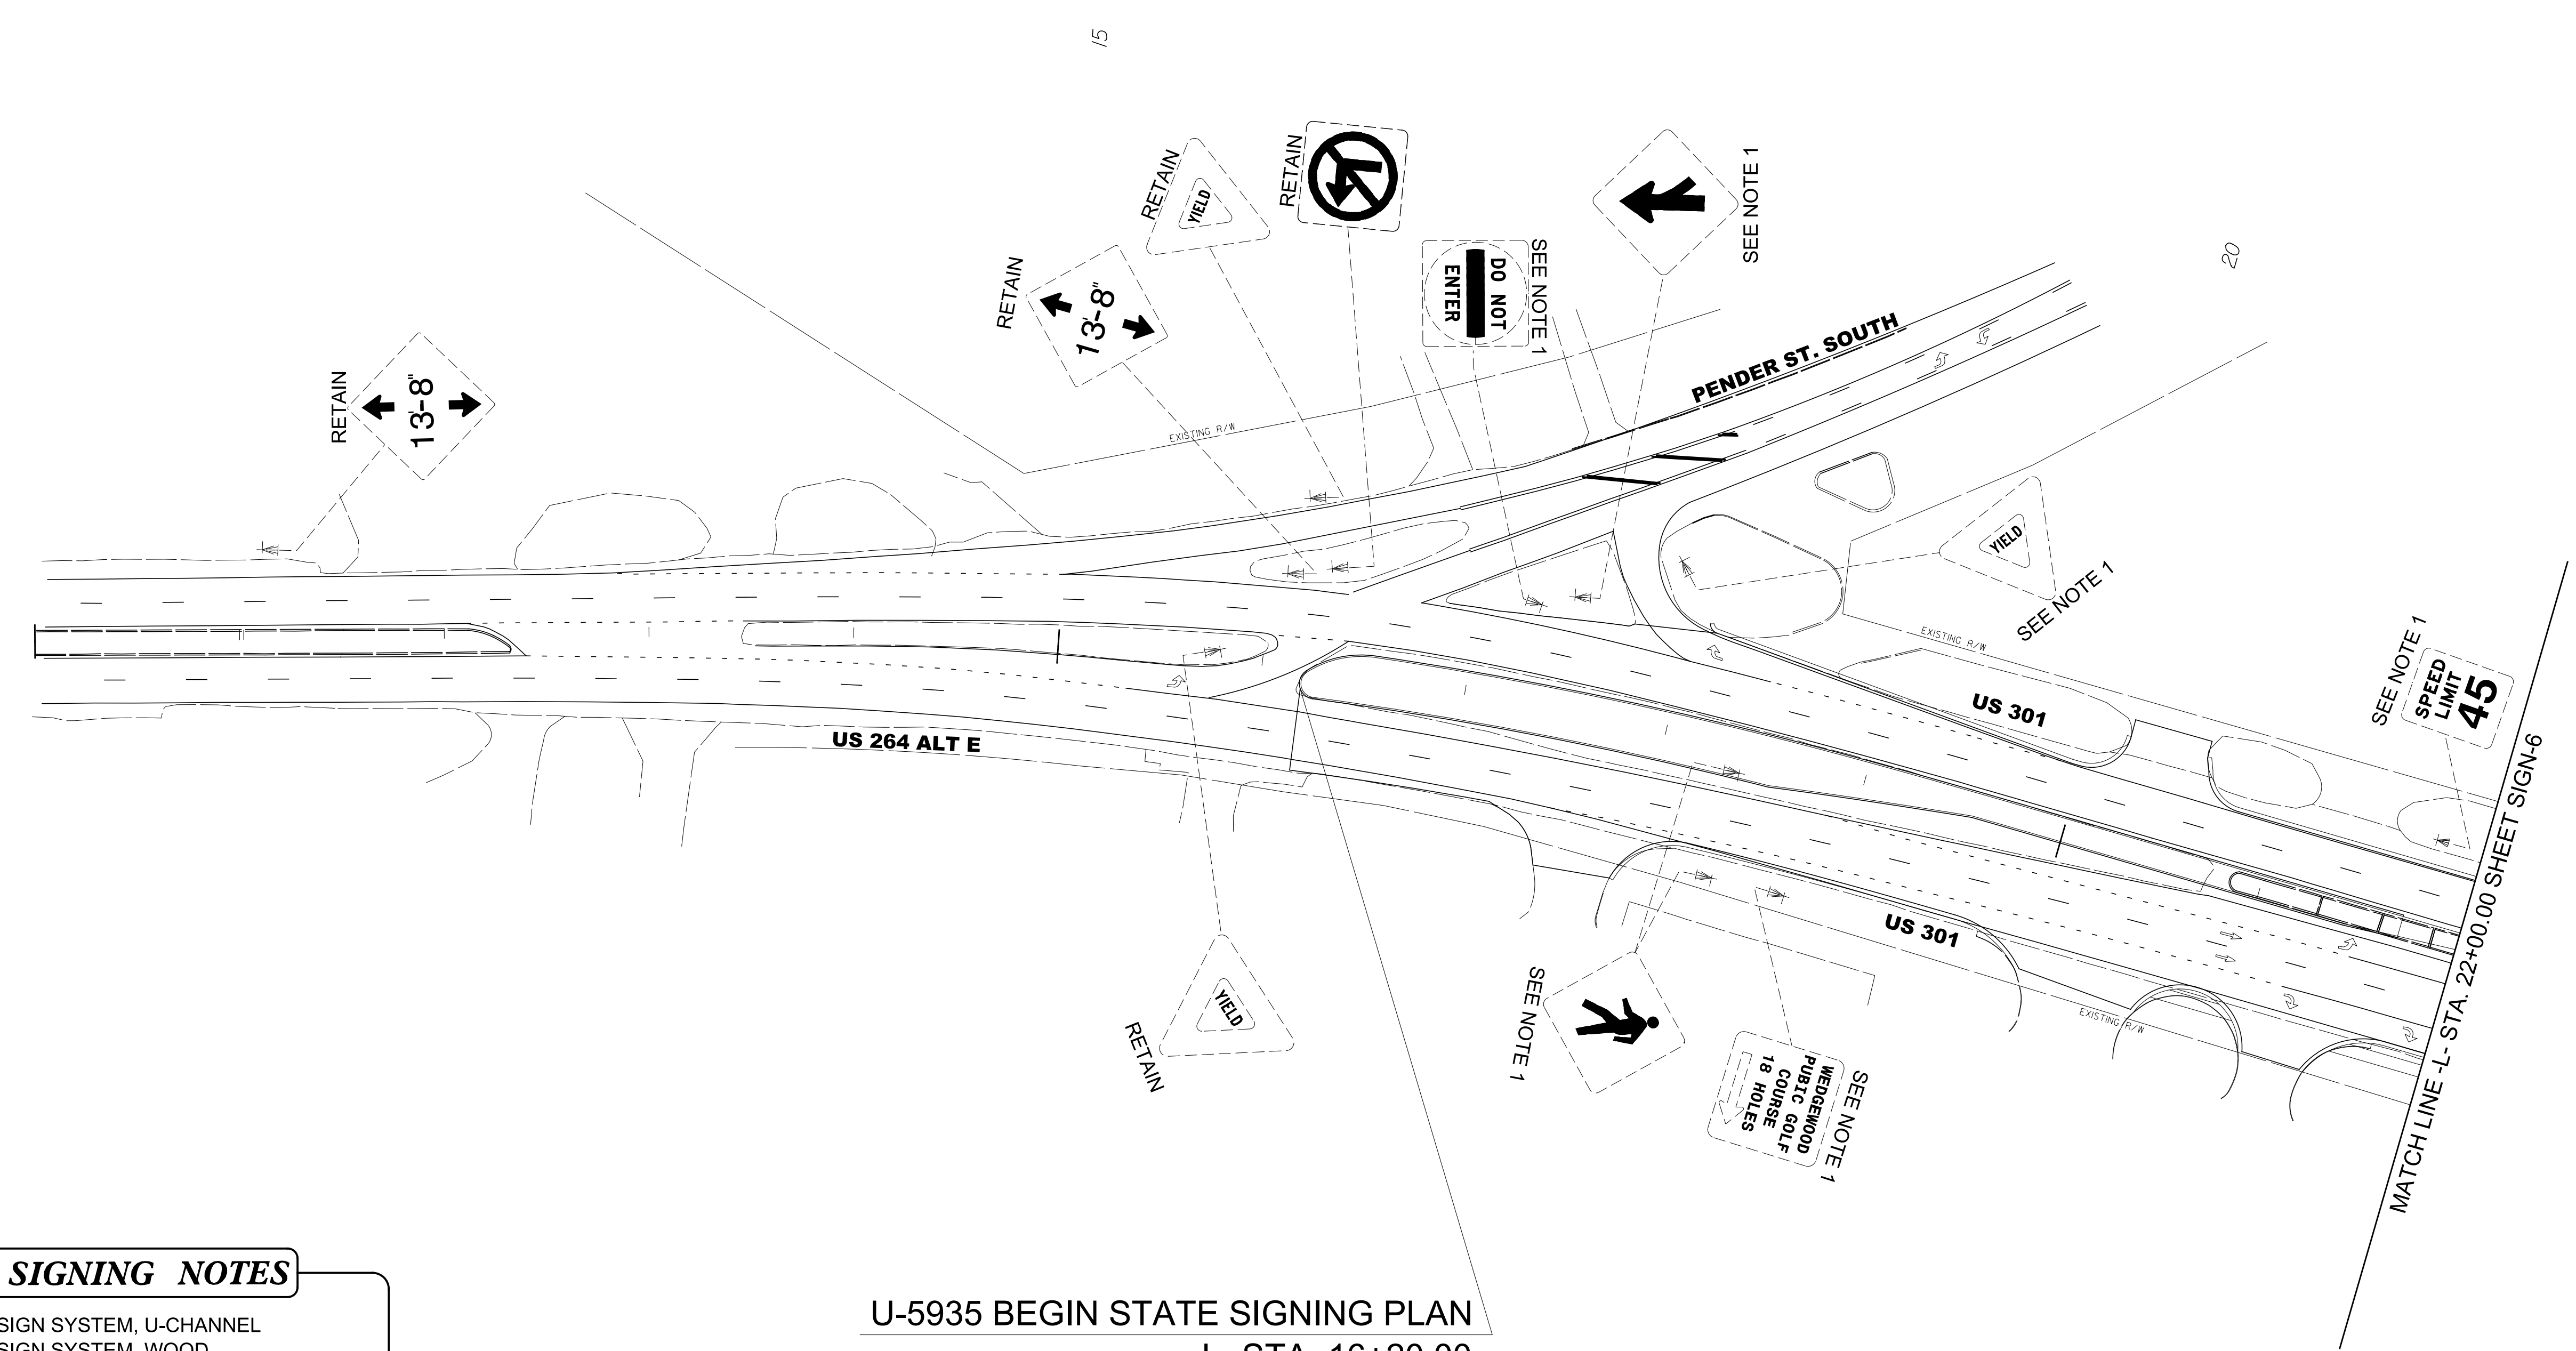 15
20
RETAIN
13'-8"
RETAIN
13'-8"
RETAIN
YIELD
RETAIN
DO NOT
ENTER
SEE NOTE 1
SEE NOTE 1
PENDER ST. SOUTH
EXISTING R/W
YIELD
SEE NOTE 1
EXISTING R/W
US 301
SEE NOTE 1
SPEED
LIMIT
45
US 264 ALT E
US 301
EXISTING R/W
MATCH LINE -L- STA. 22+00.00 SHEET SIGN-6
YIELD
RETAIN
SEE NOTE 1
WEDGEWOOD
PUBIC GOLF
COURSE
18 HOLES
SEE NOTE 1
SIGNING NOTES
SIGN SYSTEM, U-CHANNEL
SIGN SYSTEM, WOOD
U-5935 BEGIN STATE SIGNING PLAN